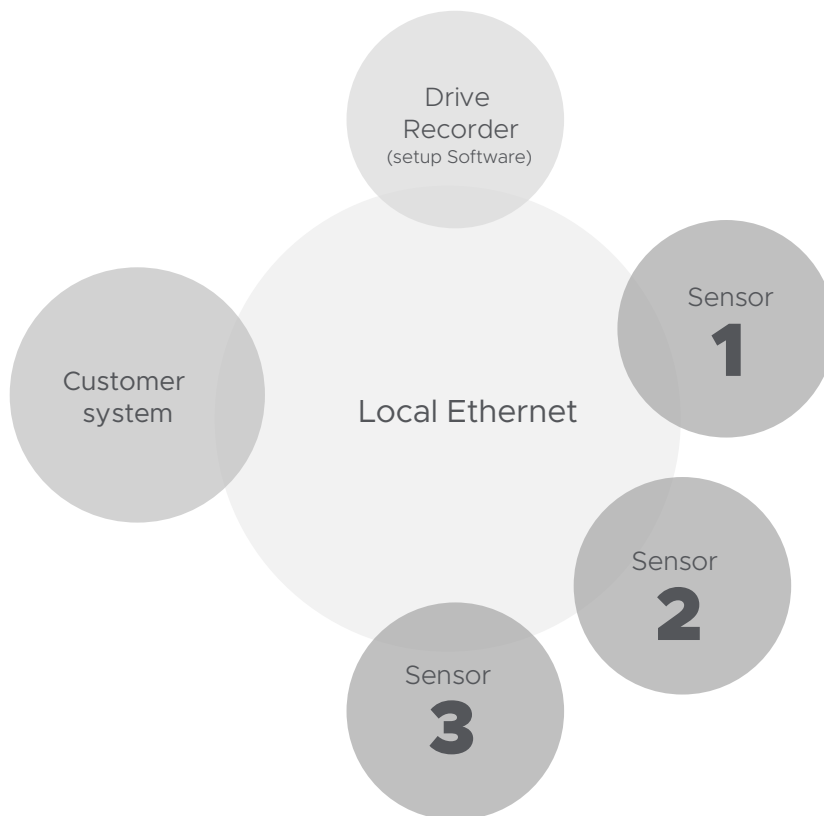 Drive
Recorder
(setup Software)
Sensor
1
Customer
system
Local Ethernet
Sensor
2
Sensor
3